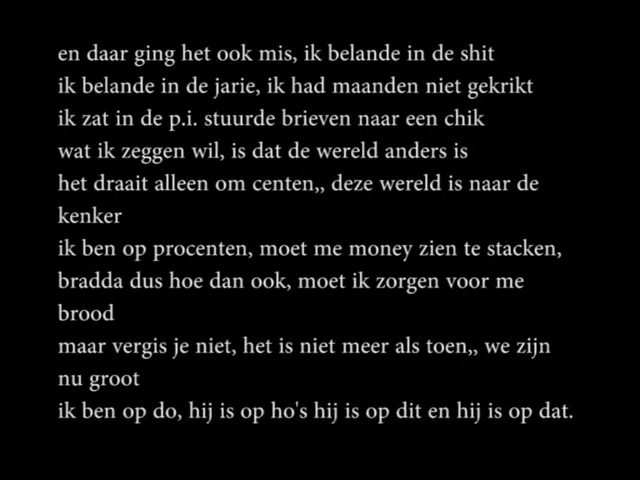 en daar ging het ook mis, ik belande in de shit
ik belande in de jarie, ik had maanden niet gekrikt
ik zat in de p.i. stuurde brieven naar een chik
wat ik zeggen wil, is dat de wereld anders is
het draait alleen om centen,, deze wereld is naar de
kenker
ik ben op procenten, moet me money zien te stacken,
bradda dus hoe dan ook, moet ik zorgen voor me
brood
maar vergis je niet, het is niet meer als toen,, we zijn
nu groot
ik ben op do, hij is op ho's hij is op dit en hij is op dat.